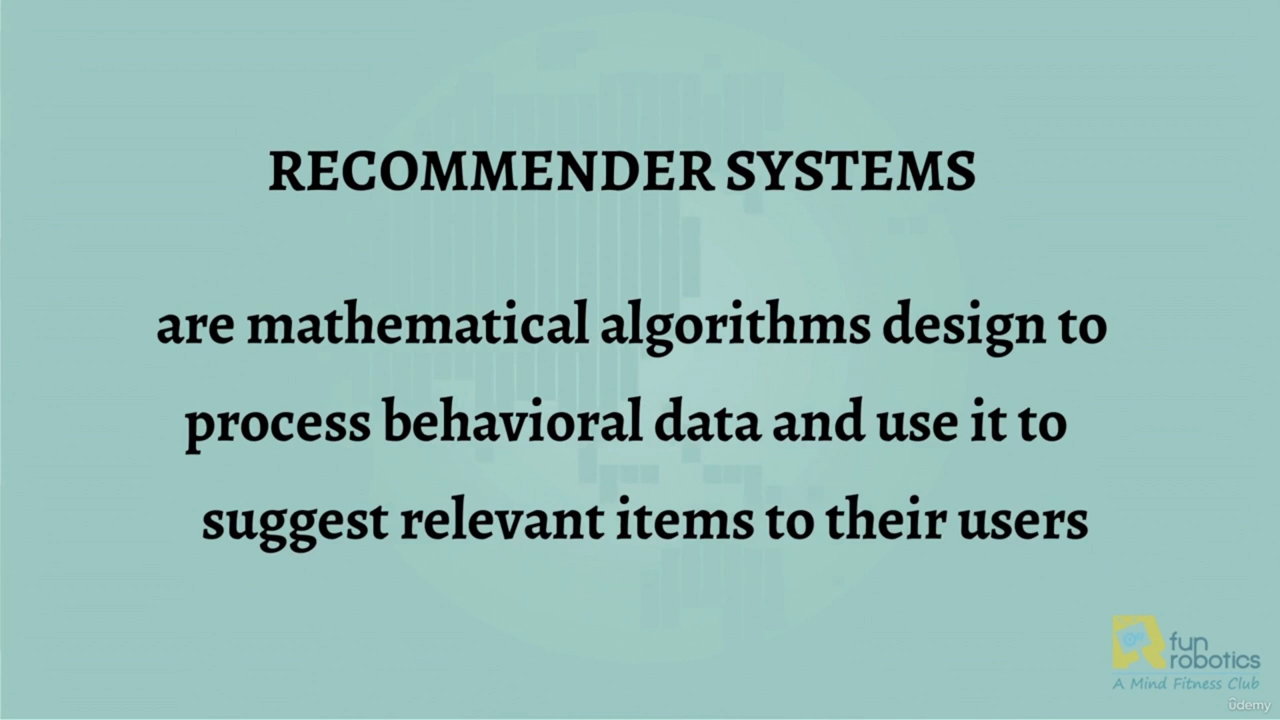 RECOMMENDER SYSTEMS
are mathematical algorithms design to
process behavioral data and use it to
suggest relevant items to their users
fun
robotics
A Mind Fitness Club
ûdemy